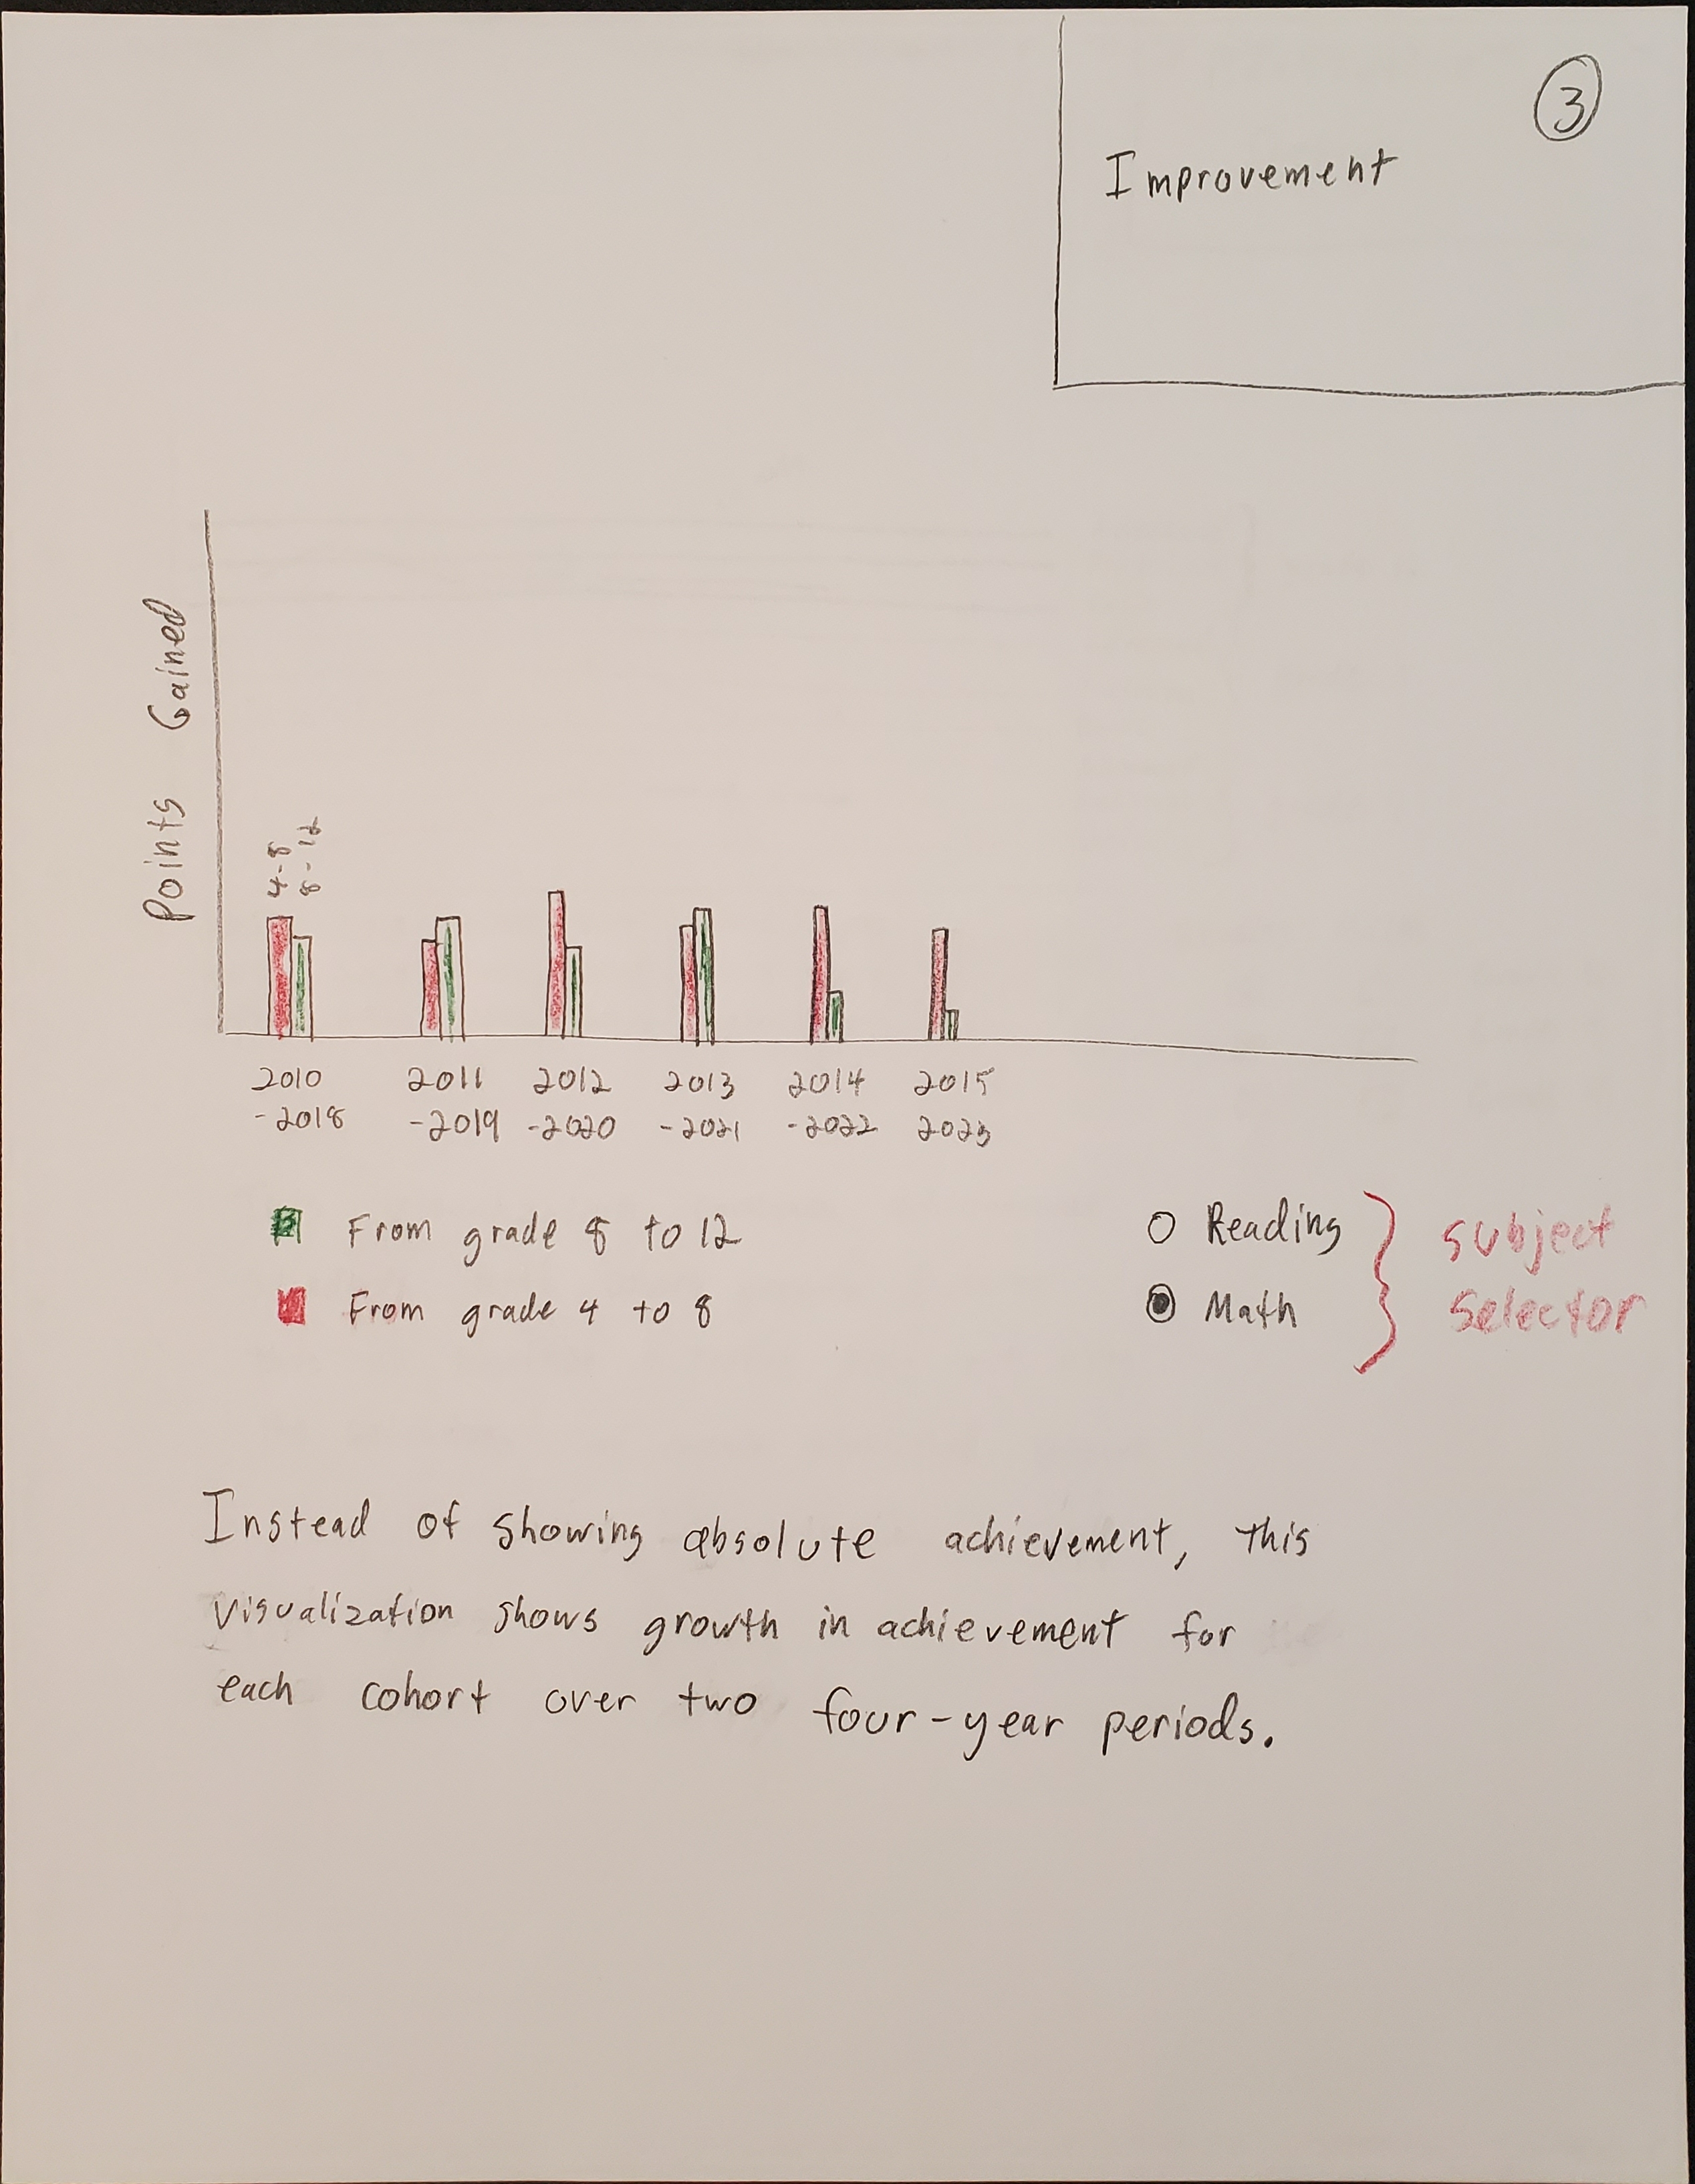 3
Improvement
Points Gained
4-8
8-12
2010
-2018
2011
-2019
2012
-2020
2013
-2021
2014
-2022
2015
2023
From grade 8 to 12
From grade 4 to 8
Reading
Math
subject
selector
Instead of showing absolute achievement, this
visualization shows growth in achievement for
each cohort over two four-year periods.